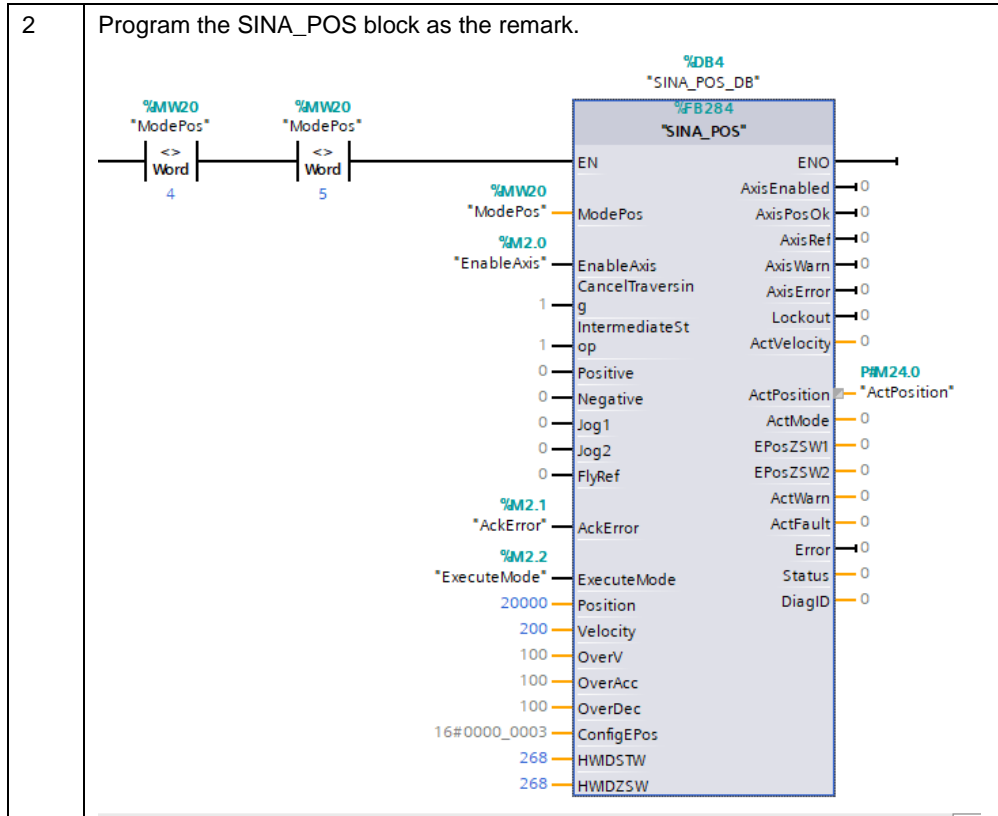 2 Program the SINA_POS block as the remark.
%DB4
"SINA_POS_DB"
%MW20 %MW20 %FB284
"ModePos" "ModePos" "SINA_POS"
<> <>
Word Word EN ENO
4 5
%MW20 AxisEnabled 0
"ModePos" ModePos AxisPosOk 0
%M2.0 AxisRef 0
"EnableAxis" EnableAxis AxisWarn 0
CancelTraversin AxisError 0
1 g
Lockout 0
IntermediateSt
1 op ActVelocity 0
0 Positive P#M24.0
0 Negative ActPosition "ActPosition"
0 Jog1 ActMode 0
0 Jog2 EPosZSW1 0
0 FlyRef EPosZSW2 0
%M2.1 ActWarn 0
"AckError" AckError ActFault 0
%M2.2 Error 0
"ExecuteMode" ExecuteMode Status 0
20000 Position DiagID 0
200 Velocity
100 OverV
100 OverAcc
100 OverDec
16#0000_0003 ConfigEPos
268 HWIDSTW
268 HWIDZSW